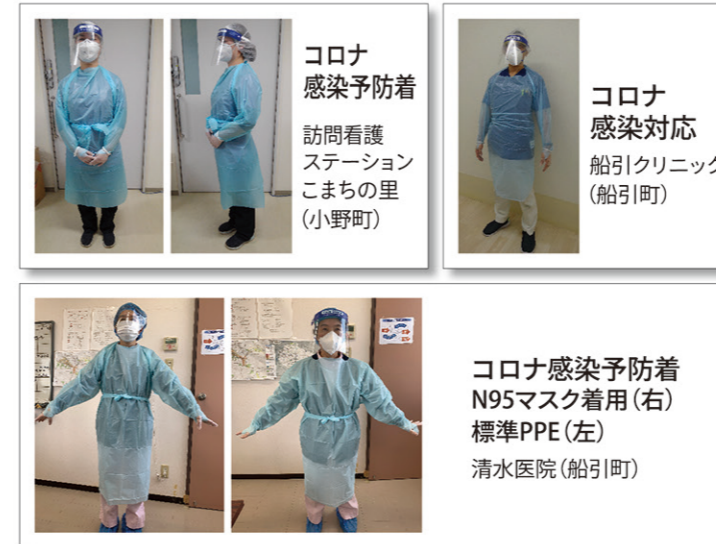 コロナ
感染予防着
訪問看護
ステーション
こまちの里
（小野町）
コロナ
感染対応
船引クリニック
（船引町）
コロナ感染予防着
N95マスク着用（右）
標準PPE（左）
清水医院（船引町）